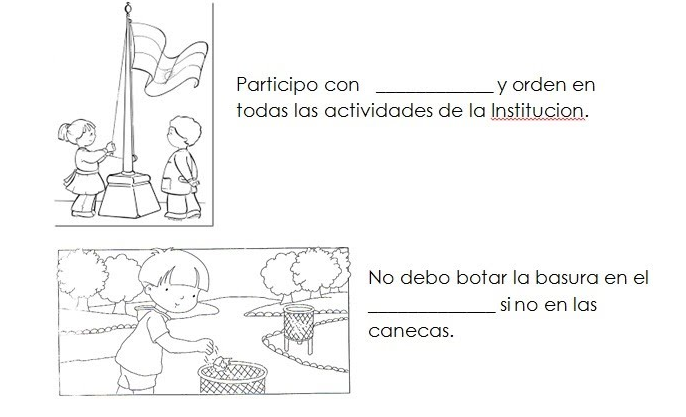 Participo con ____________ y orden en
todas las actividades de la Institucion.
No debo botar la basura en el
_____________ si no en las
canecas.